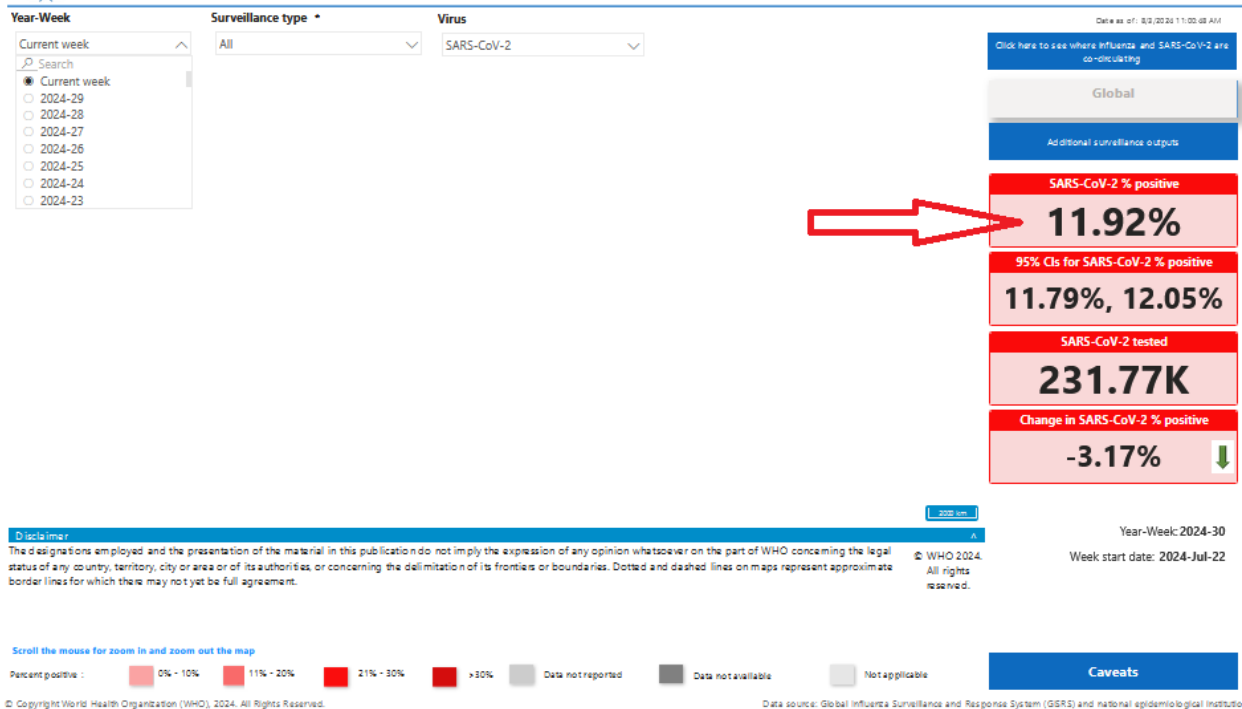 Year-Week
Surveillance type
Virus
Date as of: 8/3/2024 11:00:48 AM
Current week
All
SARS-CoV-2
Search
Current week
2024-29
2024-28
2024-27
2024-26
2024-25
2024-24
2024-23
Click here to see where influenza and SARS-CoV-2 are
co-circulating
Global
Additional surveillance outputs
SARS-CoV-2 % positive
11.92%
95% CIs for SARS-CoV-2 % positive
11.79%, 12.05%
SARS-CoV-2 tested
231.77K
Change in SARS-CoV-2 % positive
-3.17%
2000 km
Year-Week: 2024-30
Week start date: 2024-Jul-22
Disclaimer
The designations employed and the presentation of the material in this publication do not imply the expression of any opinion whatsoever on the part of WHO concerning the legal
status of any country, territory, city or area or of its authorities, or concerning the delimitation of its frontiers or boundaries. Dotted and dashed lines on maps represent approximate
border lines for which there may not yet be full agreement.
© WHO 2024.
All rights
reserved.
Scroll the mouse for zoom in and zoom out the map
Percent positive :
0% - 10%
11% - 20%
21% - 30%
>30%
Data not reported
Data not available
Not applicable
Caveats
© Copyright World Health Organization (WHO), 2024. All Rights Reserved.
Data source: Global Influenza Surveillance and Response System (GISRS) and national epidemiological institutio